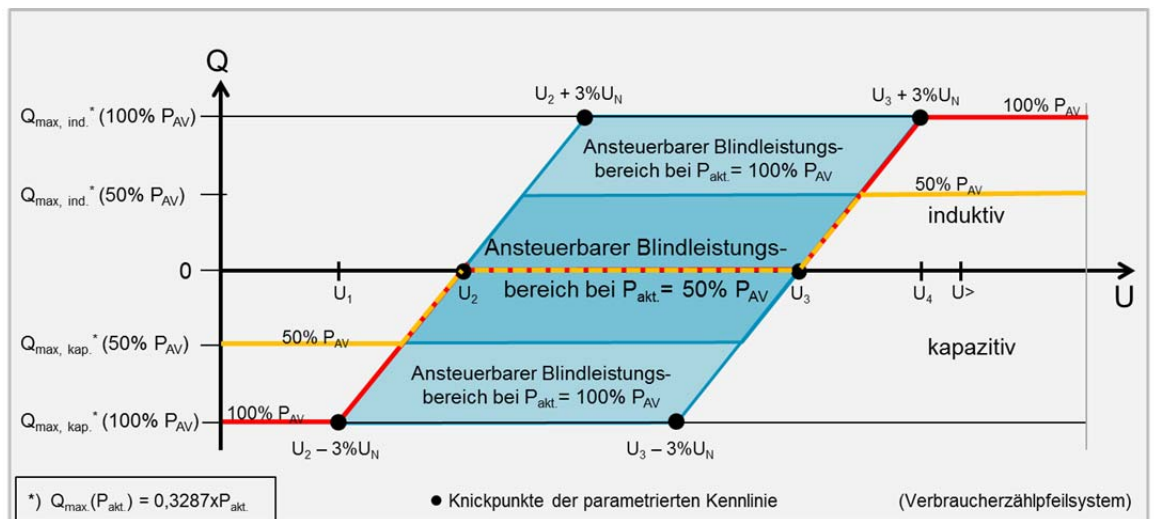 Q
U₂ + 3%U_N
U₃ + 3%U_N
Q_max, ind.* (100% P_AV)
100% P_AV
Ansteuerbarer Blindleistungs-
bereich bei P_akt.= 100% P_AV
Q_max, ind.* (50% P_AV)
50% P_AV
induktiv
Ansteuerbarer Blindleistungs-
0
U₁
U₂
bereich bei P_akt.= 50% P_AV
U₃
U₄
U>
U
Q_max, kap.* (50% P_AV)
50% P_AV
kapazitiv
Ansteuerbarer Blindleistungs-
bereich bei P_akt.= 100% P_AV
Q_max, kap.* (100% P_AV)
100% P_AV
U₂ – 3%U_N
U₃ – 3%U_N
*) Q_max.(P_akt.) = 0,3287xP_akt.
Knickpunkte der parametrierten Kennlinie
(Verbraucherzählpfeilsystem)